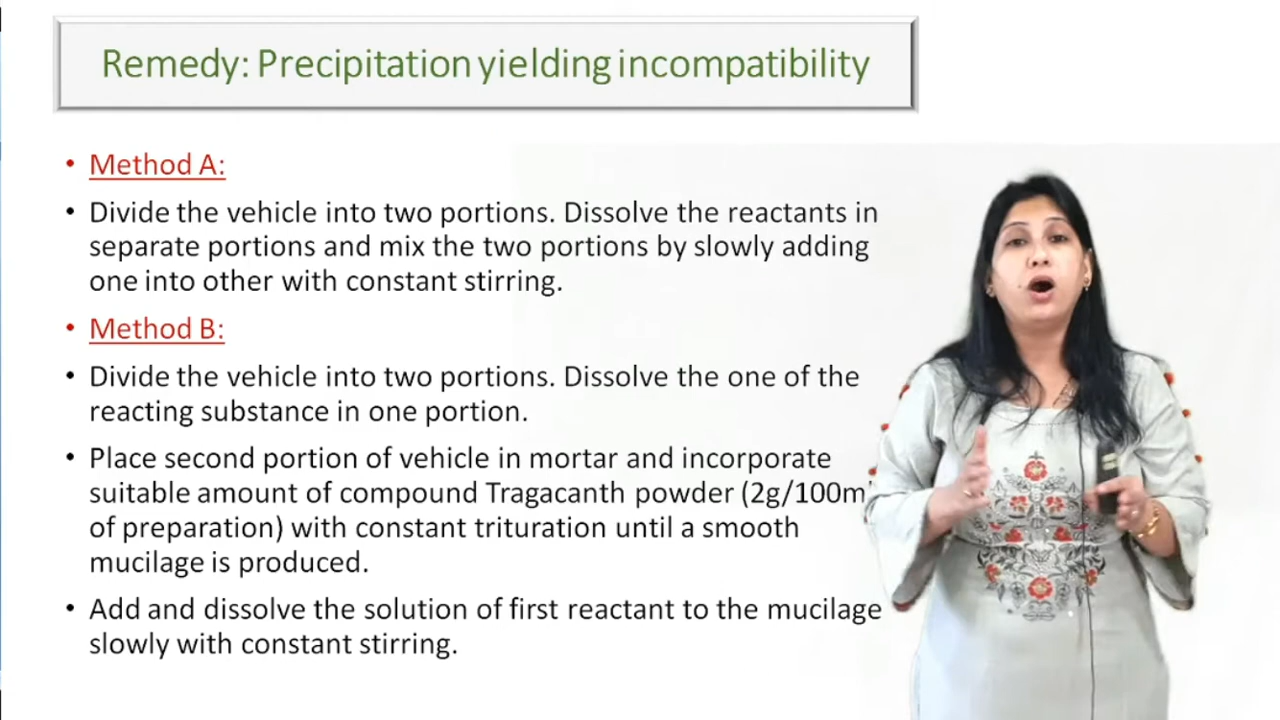 Remedy: Precipitation yielding incompatibility
• Method A:
• Divide the vehicle into two portions. Dissolve the reactants in
separate portions and mix the two portions by slowly adding
one into other with constant stirring.
• Method B:
• Divide the vehicle into two portions. Dissolve the one of the
reacting substance in one portion.
• Place second portion of vehicle in mortar and incorporate
suitable amount of compound Tragacanth powder (2g/100m
of preparation) with constant trituration until a smooth
mucilage is produced.
• Add and dissolve the solution of first reactant to the mucilage
slowly with constant stirring.